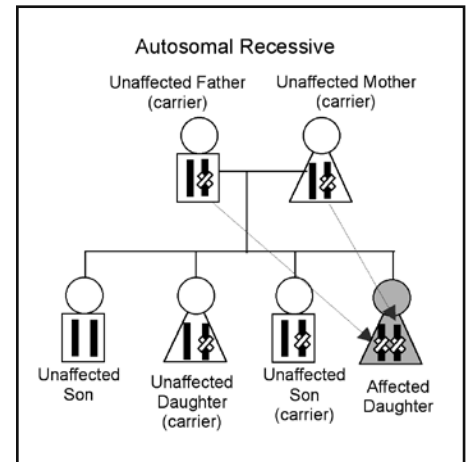 Autosomal Recessive
Unaffected Father
(carrier)
Unaffected Mother
(carrier)
Unaffected
Son
Unaffected
Daughter
(carrier)
Unaffected
Son
(carrier)
Affected
Daughter